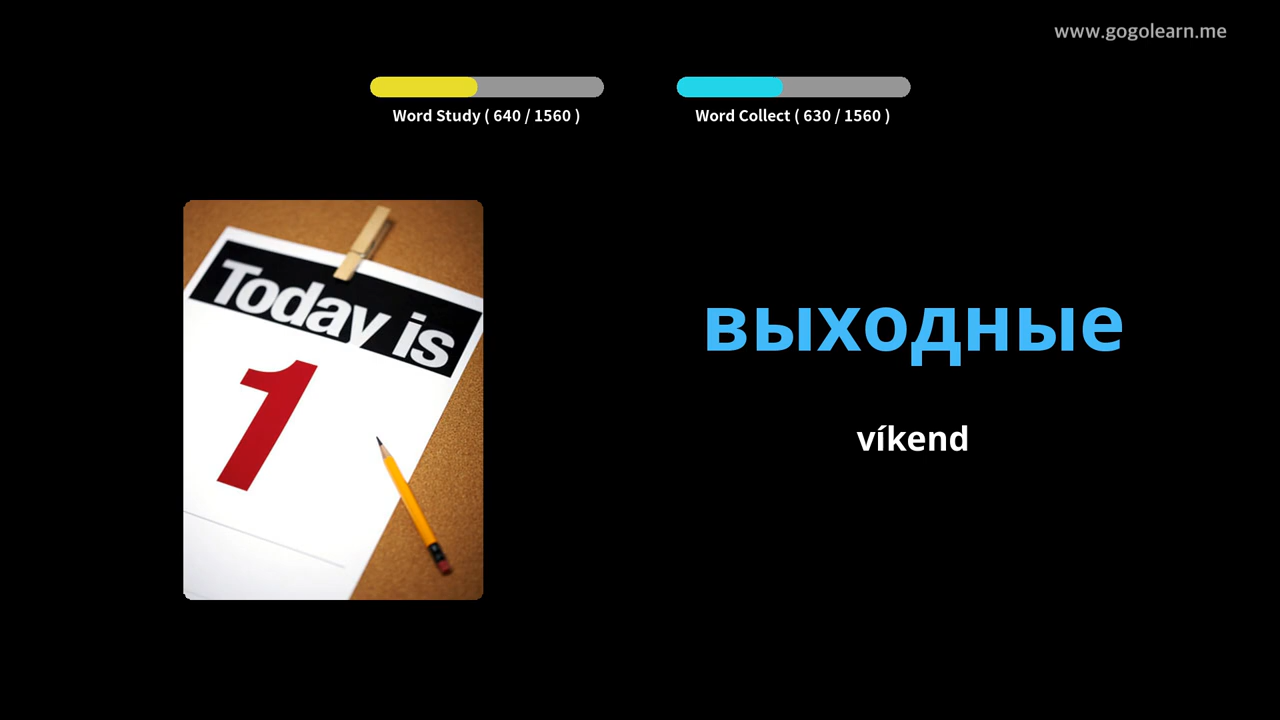 www.gogolearn.me
Word Study ( 640 / 1560 )
Word Collect ( 630 / 1560 )
Today is
1
выходные
víkend